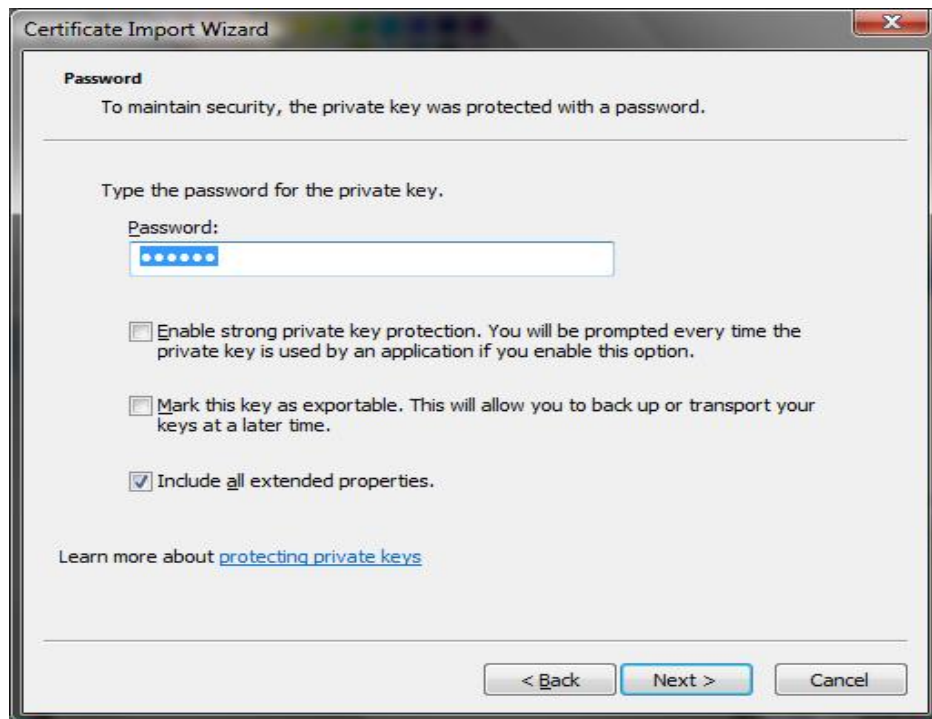 Certificate Import Wizard
Password
To maintain security, the private key was protected with a password.
Type the password for the private key.
Password:
••••••
Enable strong private key protection. You will be prompted every time the
private key is used by an application if you enable this option.
Mark this key as exportable. This will allow you to back up or transport your
keys at a later time.
Include all extended properties.
Learn more about protecting private keys
< Back
Next >
Cancel